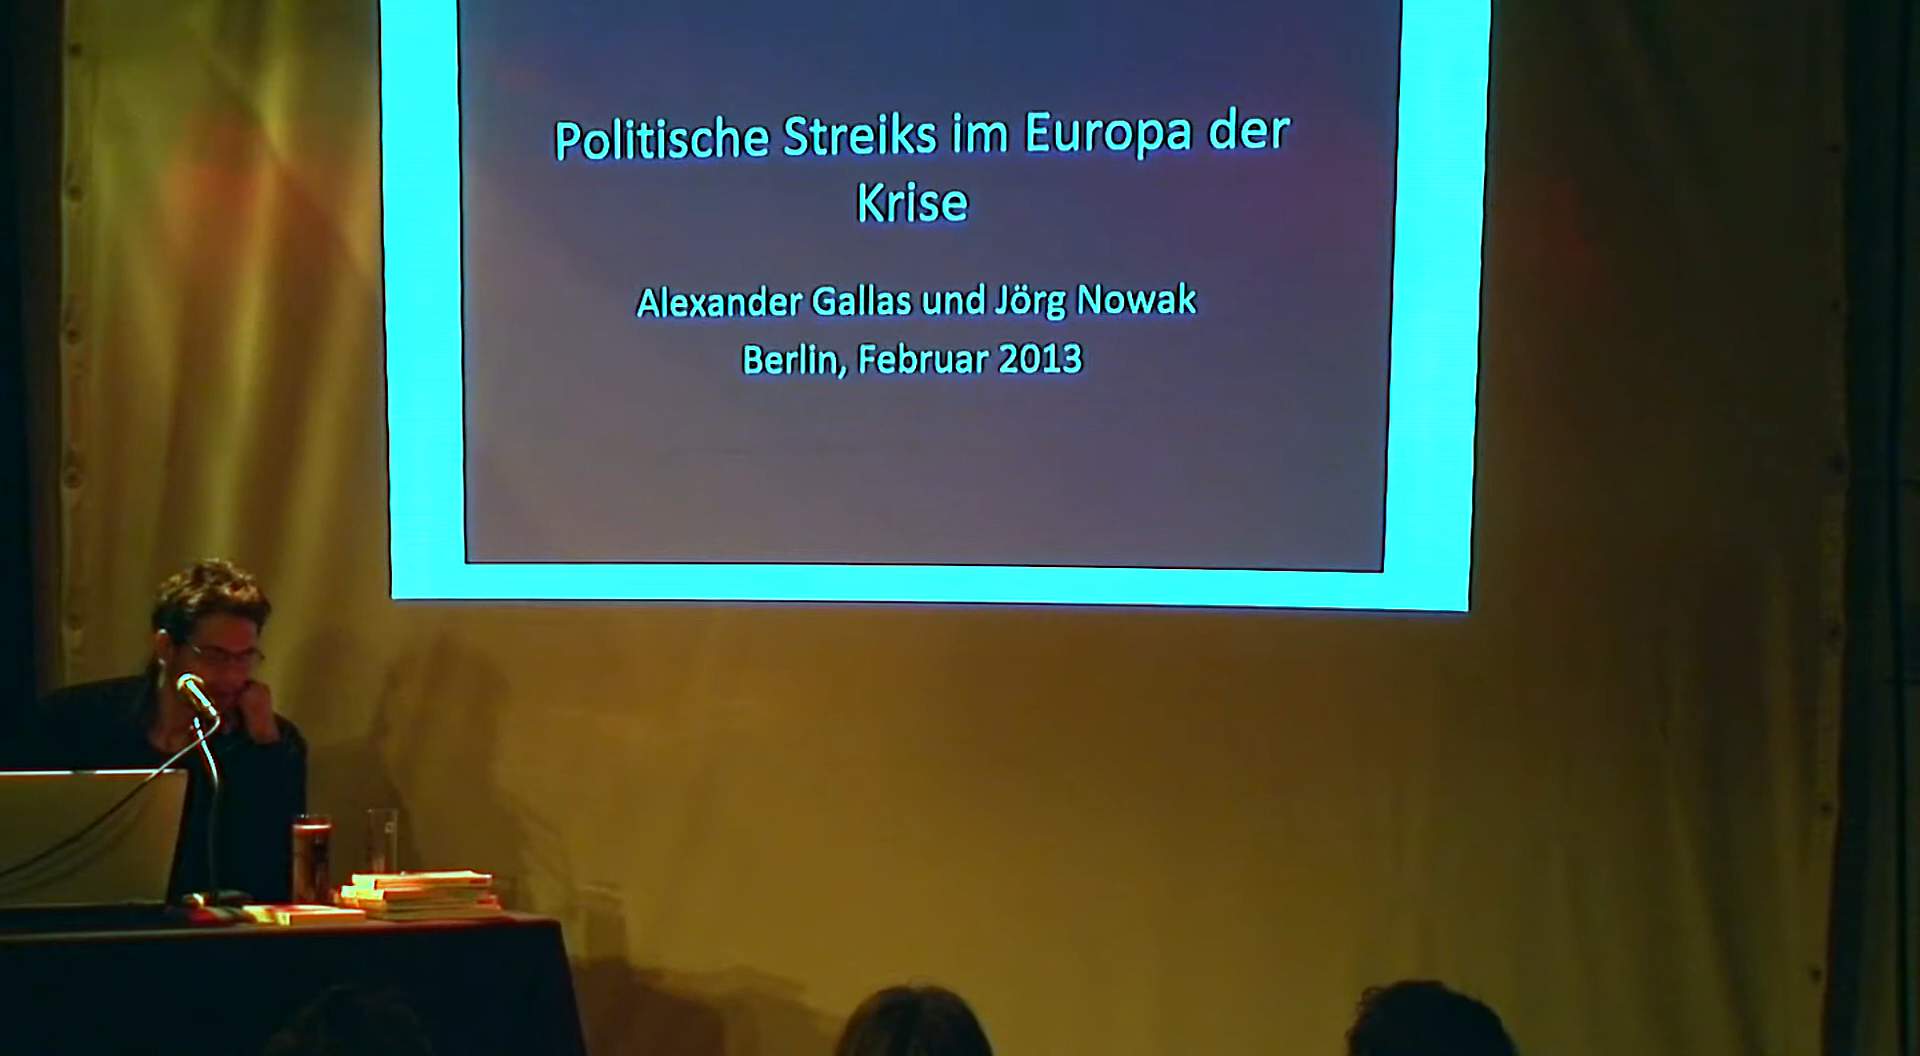 Politische Streiks im Europa der
Krise
Alexander Gallas und Jörg Nowak
Berlin, Februar 2013